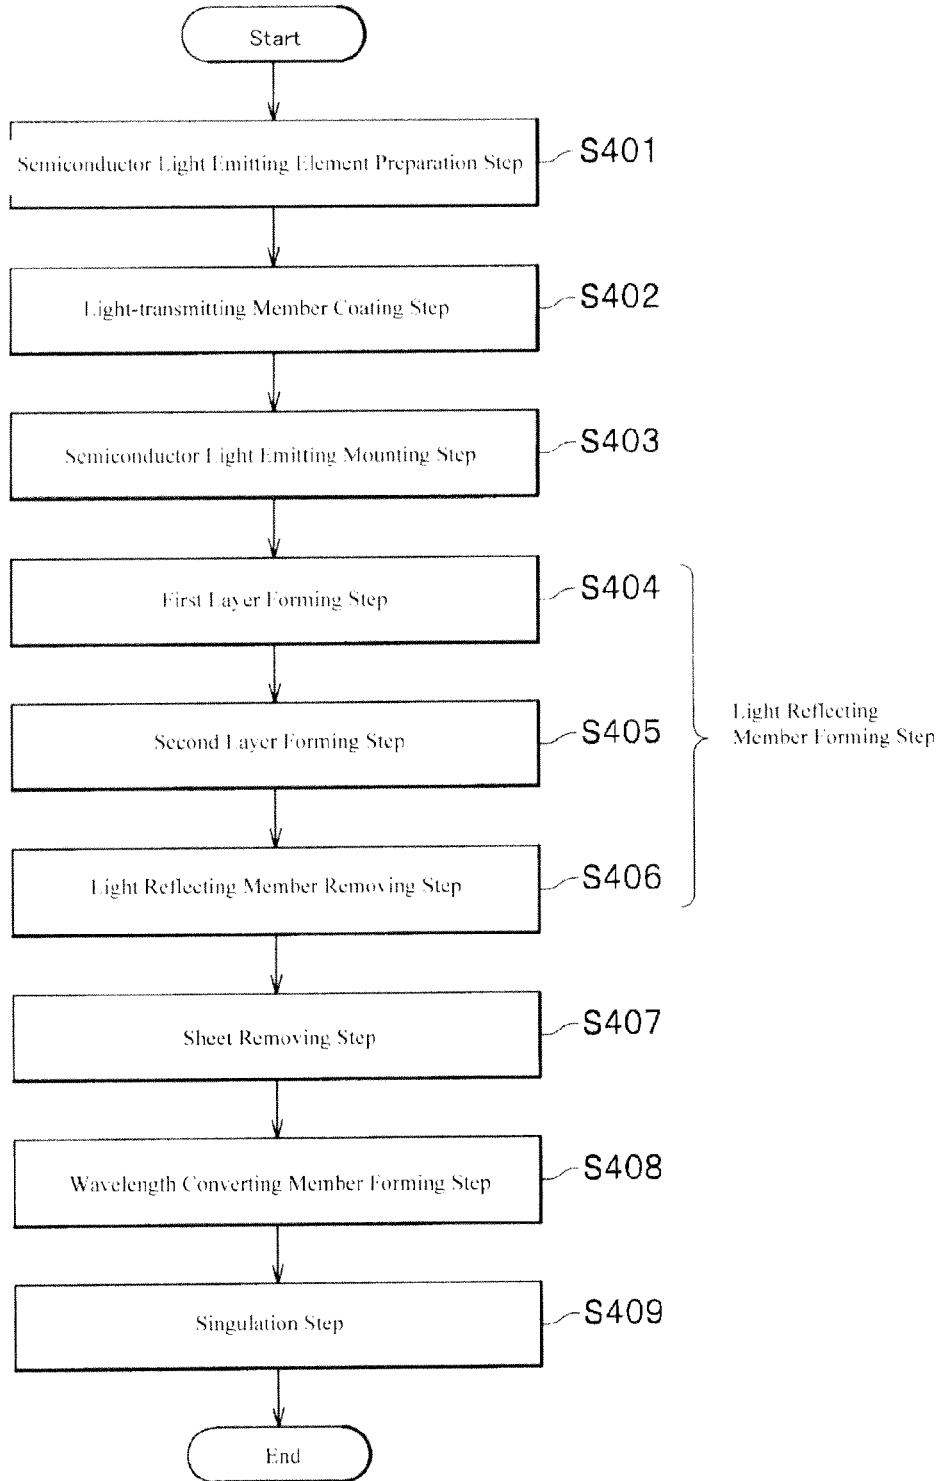 Start
Semiconductor Light Emitting Element Preparation Step
S401
Light-transmitting Member Coating Step
S402
Semiconductor Light Emitting Mounting Step
S403
First Layer Forming Step
S404
Second Layer Forming Step
S405
Light Reflecting
Member Forming Step
Light Reflecting Member Removing Step
S406
Sheet Removing Step
S407
Wavelength Converting Member Forming Step
S408
Singulation Step
S409
End